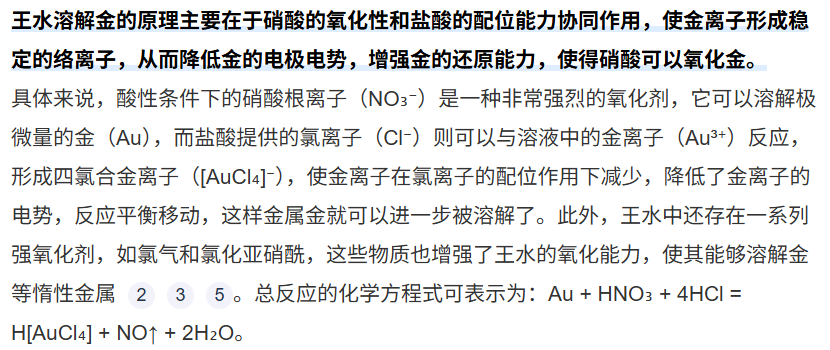 王水溶解金的原理主要在于硝酸的氧化性和盐酸的配位能力协同作用，使金离子形成稳
定的络离子，从而降低金的电极电势，增强金的还原能力，使得硝酸可以氧化金。
具体来说，酸性条件下的硝酸根离子（NO₃⁻）是一种非常强烈的氧化剂，它可以溶解极
微量的金（Au），而盐酸提供的氯离子（Cl⁻）则可以与溶液中的金离子（Au³⁺）反应，
形成四氯合金离子（[AuCl₄]⁻），使金离子在氯离子的配位作用下减少，降低了金离子的
电势，反应平衡移动，这样金属金就可以进一步被溶解了。此外，王水中还存在一系列
强氧化剂，如氯气和氯化亚硝酰，这些物质也增强了王水的氧化能力，使其能够溶解金
等惰性金属 2 3 5 。总反应的化学方程式可表示为：Au + HNO₃ + 4HCl =
H[AuCl₄] + NO↑ + 2H₂O。